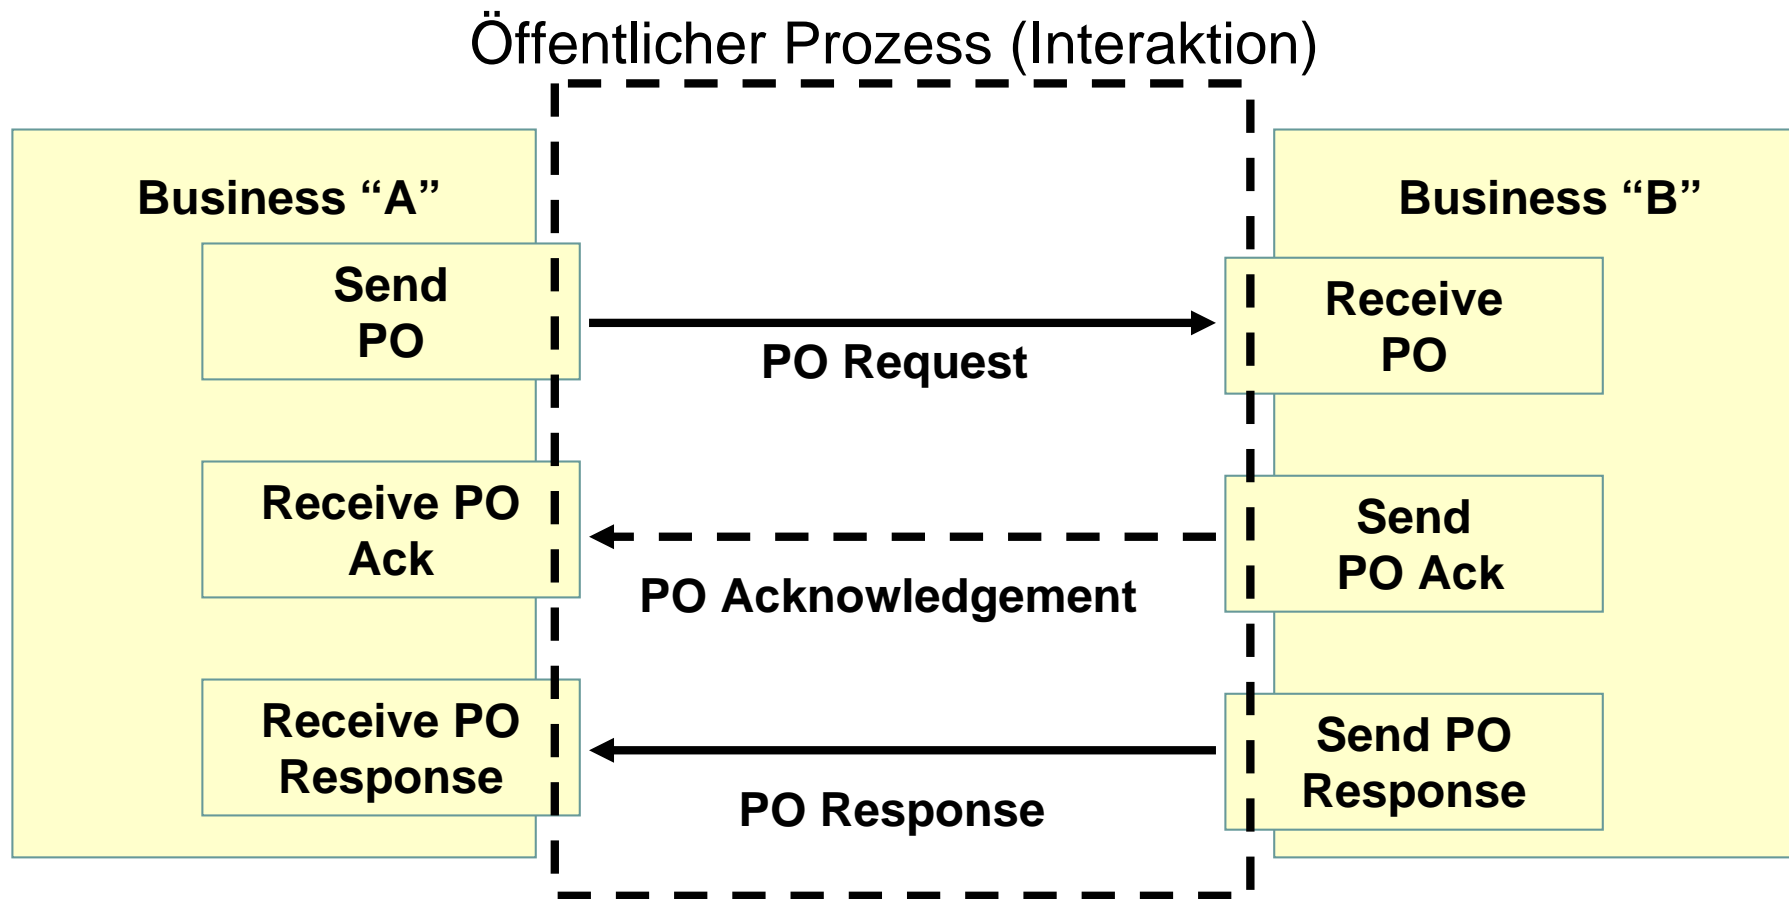 Öffentlicher Prozess (Interaktion)
Business “A”
Business “B”
Send
PO
PO Request
Receive
PO
Receive PO
Ack
PO Acknowledgement
Send
PO Ack
Receive PO
Response
PO Response
Send PO
Response